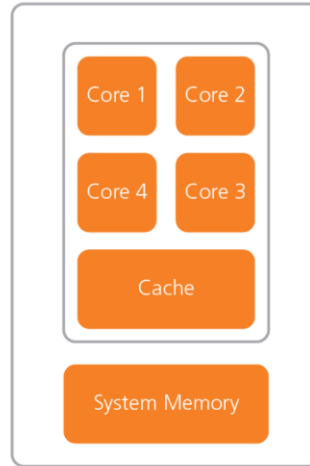 Core 1 Core 2
Core 4 Core 3
Cache
System Memory